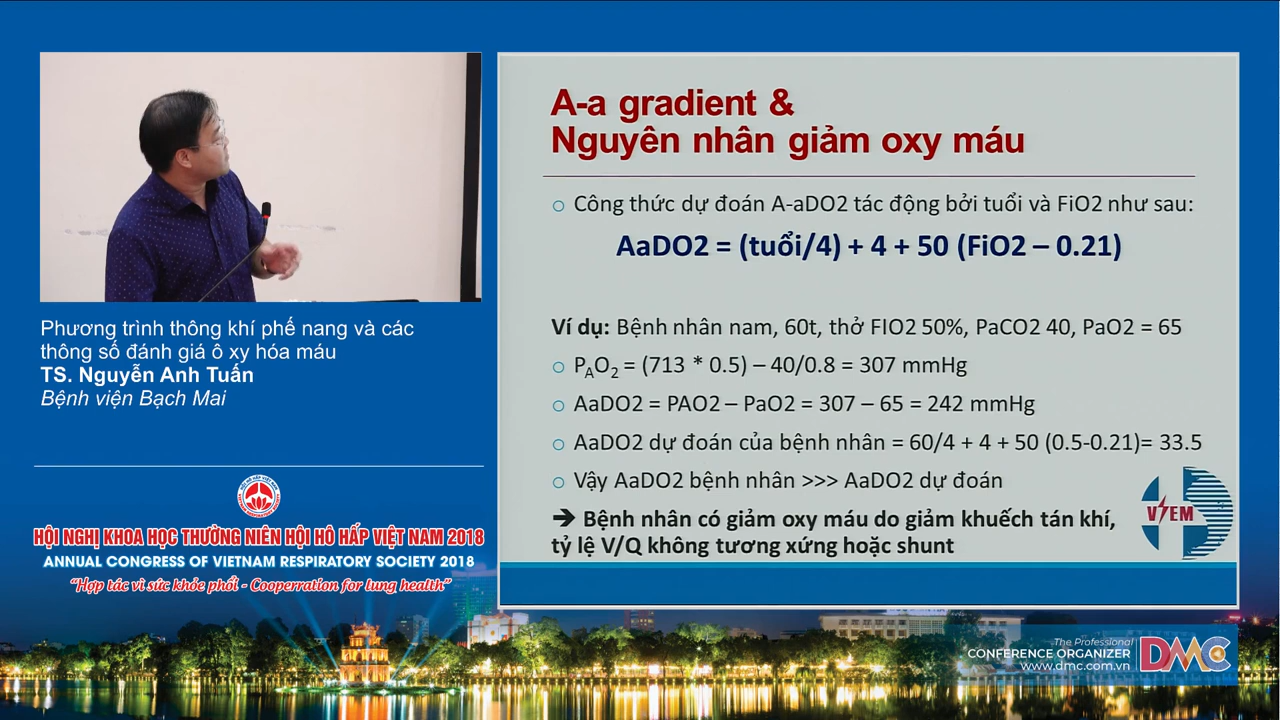 A-a gradient &
Nguyên nhân giảm oxy máu
○ Công thức dự đoán A-aDO2 tác động bởi tuổi và FiO2 như sau:
AaDO2 = (tuổi/4) + 4 + 50 (FiO2 – 0.21)
Ví dụ: Bệnh nhân nam, 60t, thở FIO2 50%, PaCO2 40, PaO2 = 65
○ PAO2 = (713 * 0.5) – 40/0.8 = 307 mmHg
○ AaDO2 = PAO2 – PaO2 = 307 – 65 = 242 mmHg
○ AaDO2 dự đoán của bệnh nhân = 60/4 + 4 + 50 (0.5-0.21)= 33.5
○ Vậy AaDO2 bệnh nhân >>> AaDO2 dự đoán
➔ Bệnh nhân có giảm oxy máu do giảm khuếch tán khí,
tỷ lệ V/Q không tương xứng hoặc shunt
VSEM
Phương trình thông khí phế nang và các
thông số đánh giá ô xy hóa máu
TS. Nguyễn Anh Tuấn
Bệnh viện Bạch Mai
HỘI NGHỊ KHOA HỌC THƯỜNG NIÊN HỘI HÔ HẤP VIỆT NAM 2018
ANNUAL CONGRESS OF VIETNAM RESPIRATORY SOCIETY 2018
"Hợp tác vì sức khỏe phổi - Cooperration for lung health"
The Professional
CONFERENCE ORGANIZER
www.dmc.com.vn
DMC